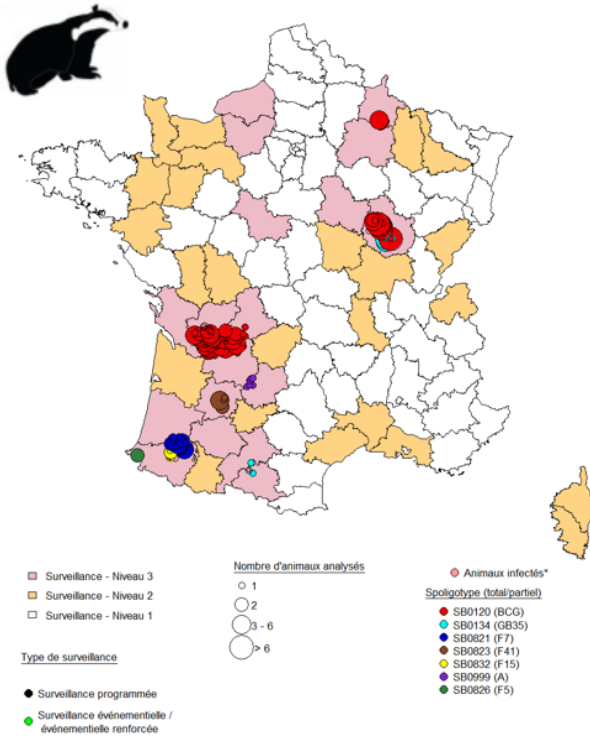 Surveillance - Niveau 3
Surveillance - Niveau 2
Surveillance - Niveau 1
Type de surveillance
Surveillance programmée
Surveillance événementielle /
événementielle renforcée
Nombre d'animaux analysés
1
2
3 - 6
> 6
Animaux infectés*
Spoligotype (total/partiel)
SB0120 (BCG)
SB0134 (GB35)
SB0821 (F7)
SB0823 (F41)
SB0832 (F15)
SB0999 (A)
SB0826 (F5)